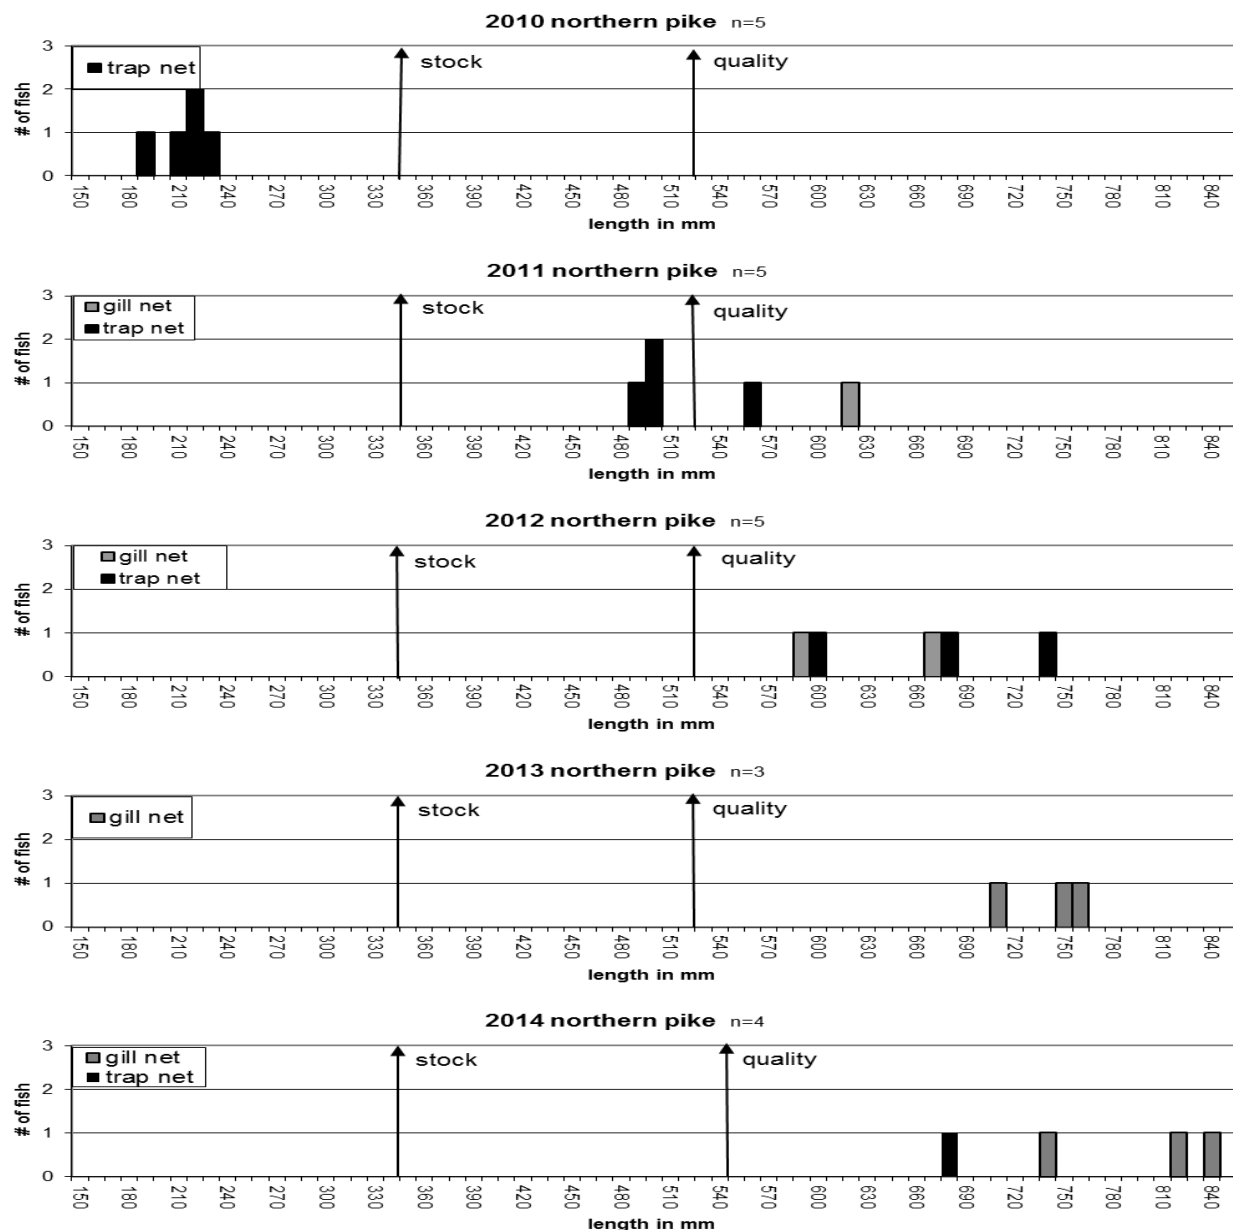 2010 northern pike n=5
3
2
1
0
# of fish
trap net
stock
quality
150 180 210 240 270 300 330 360 390 420 450 480 510 540 570 600 630 660 690 720 750 780 810 840
length in mm
2011 northern pike n=5
3
2
1
0
# of fish
gill net
trap net
stock
quality
150 180 210 240 270 300 330 360 390 420 450 480 510 540 570 600 630 660 690 720 750 780 810 840
length in mm
2012 northern pike n=5
3
2
1
0
# of fish
gill net
trap net
stock
quality
150 180 210 240 270 300 330 360 390 420 450 480 510 540 570 600 630 660 690 720 750 780 810 840
length in mm
2013 northern pike n=3
3
2
1
0
# of fish
gill net
stock
quality
150 180 210 240 270 300 330 360 390 420 450 480 510 540 570 600 630 660 690 720 750 780 810 840
length in mm
2014 northern pike n=4
3
2
1
0
# of fish
gill net
trap net
stock
quality
150 180 210 240 270 300 330 360 390 420 450 480 510 540 570 600 630 660 690 720 750 780 810 840
length in mm